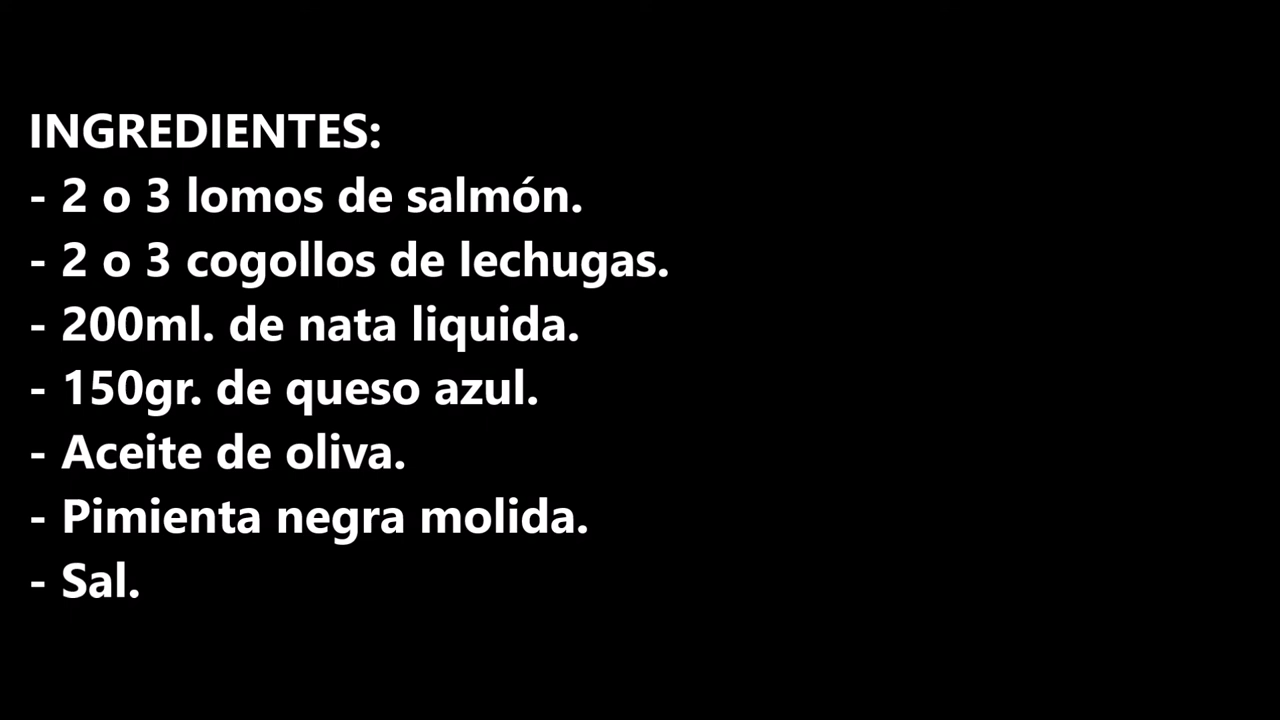 INGREDIENTES:
- 2 o 3 lomos de salmón.
- 2 o 3 cogollos de lechugas.
- 200ml. de nata liquida.
- 150gr. de queso azul.
- Aceite de oliva.
- Pimienta negra molida.
- Sal.